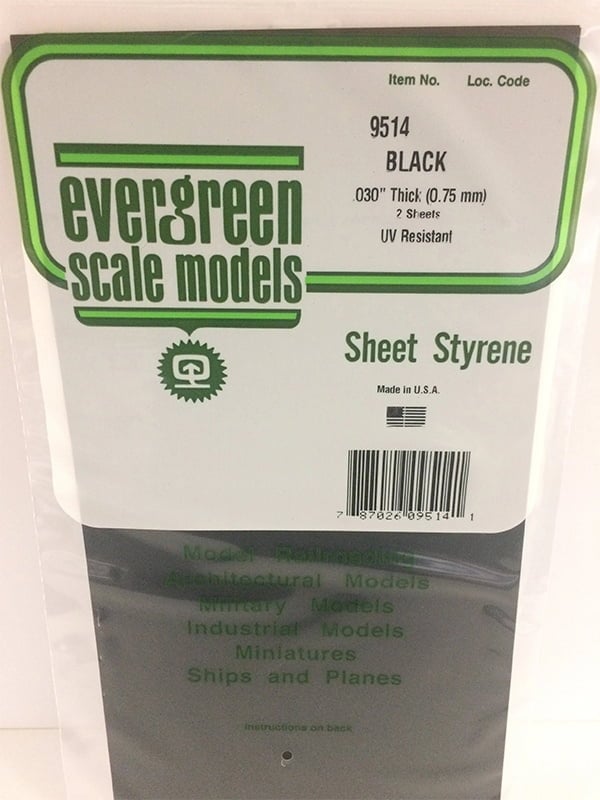 Item No. Loc. Code
9514
BLACK
.030" Thick (0.75 mm)
2 Sheets
UV Resistant
evergreen
scale models
Sheet Styrene
Made in U.S.A.
7 87026 09514 1
Model Railroading
Architectural Models
Military Models
Industrial Models
Miniatures
Ships and Planes
Instructions on back